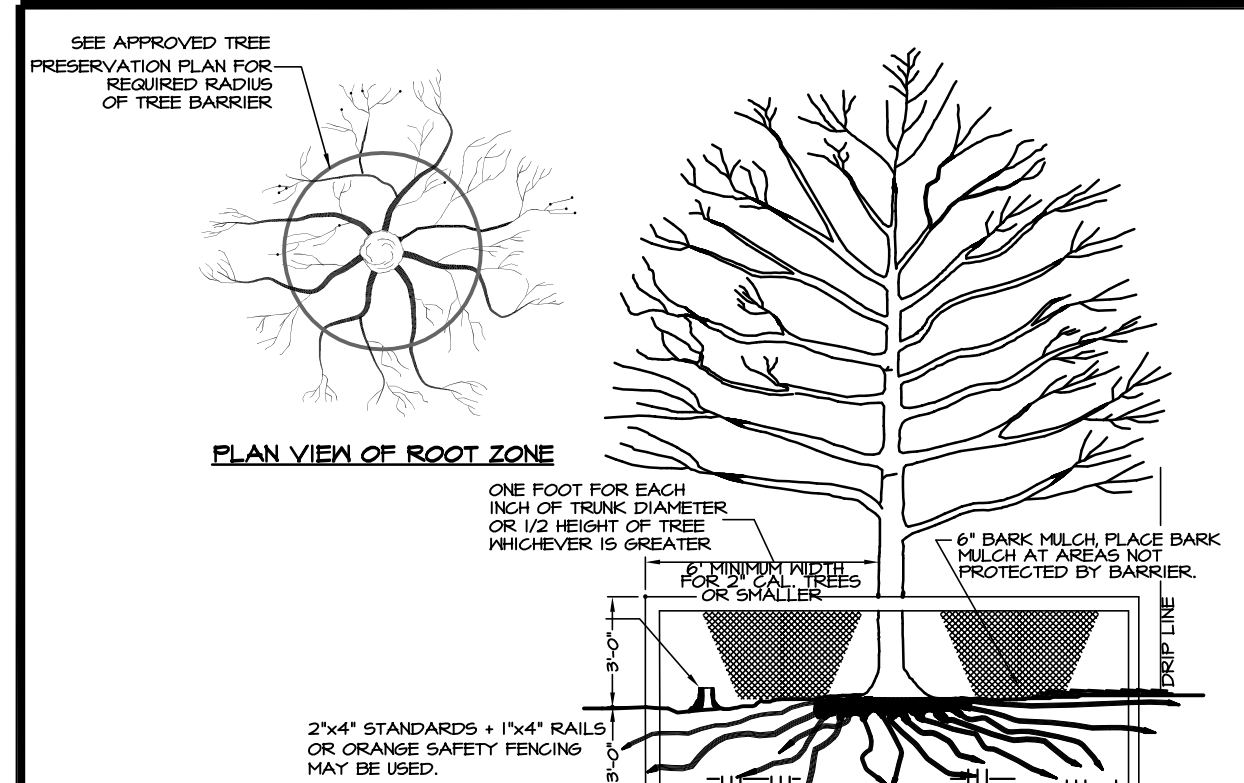 SEE APPROVED TREE
PRESERVATION PLAN FOR
REQUIRED RADIUS
OF TREE BARRIER
PLAN VIEW OF ROOT ZONE
ONE FOOT FOR EACH
INCH OF TRUNK DIAMETER
OR 1/2 HEIGHT OF TREE
WHICHEVER IS GREATER
6' MINIMUM WIDTH
FOR 2" CAL. TREES
OR SMALLER
6" BARK MULCH, PLACE BARK
MULCH AT AREAS NOT
PROTECTED BY BARRIER.
DRIP LINE
3'-0"
3'-0"
2"x4" STANDARDS + 1"x4" RAILS
OR ORANGE SAFETY FENCING
MAY BE USED.